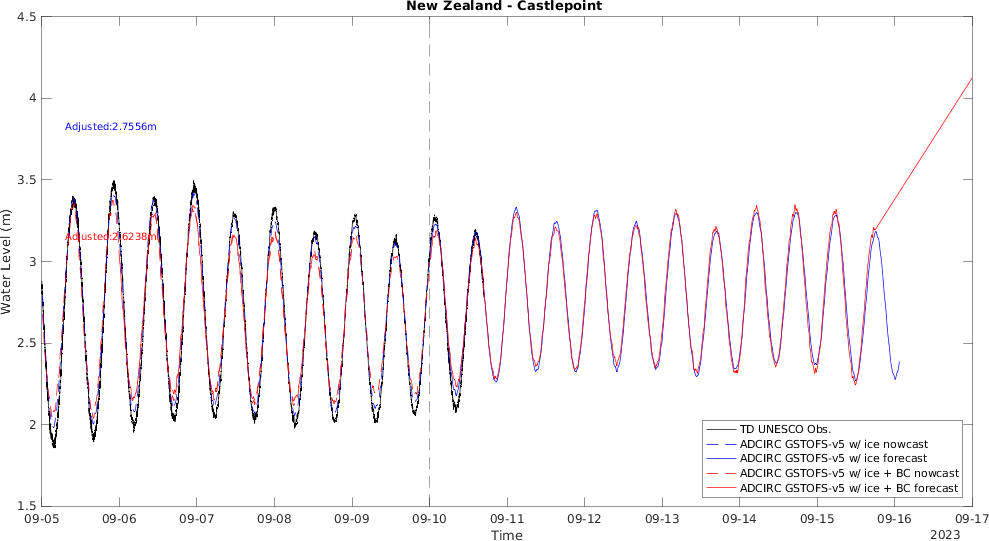 New Zealand - Castlepoint
Water Level (m)
4.5
4
3.5
3
2.5
2
1.5
Adjusted:2.7556m
Adjusted:2.6238m
TD UNESCO Obs.
ADCIRC GSTOFS-v5 w/ ice nowcast
ADCIRC GSTOFS-v5 w/ ice forecast
ADCIRC GSTOFS-v5 w/ ice + BC nowcast
ADCIRC GSTOFS-v5 w/ ice + BC forecast
09-05 09-06 09-07 09-08 09-09 09-10 09-11 09-12 09-13 09-14 09-15 09-16 09-17
Time
2023